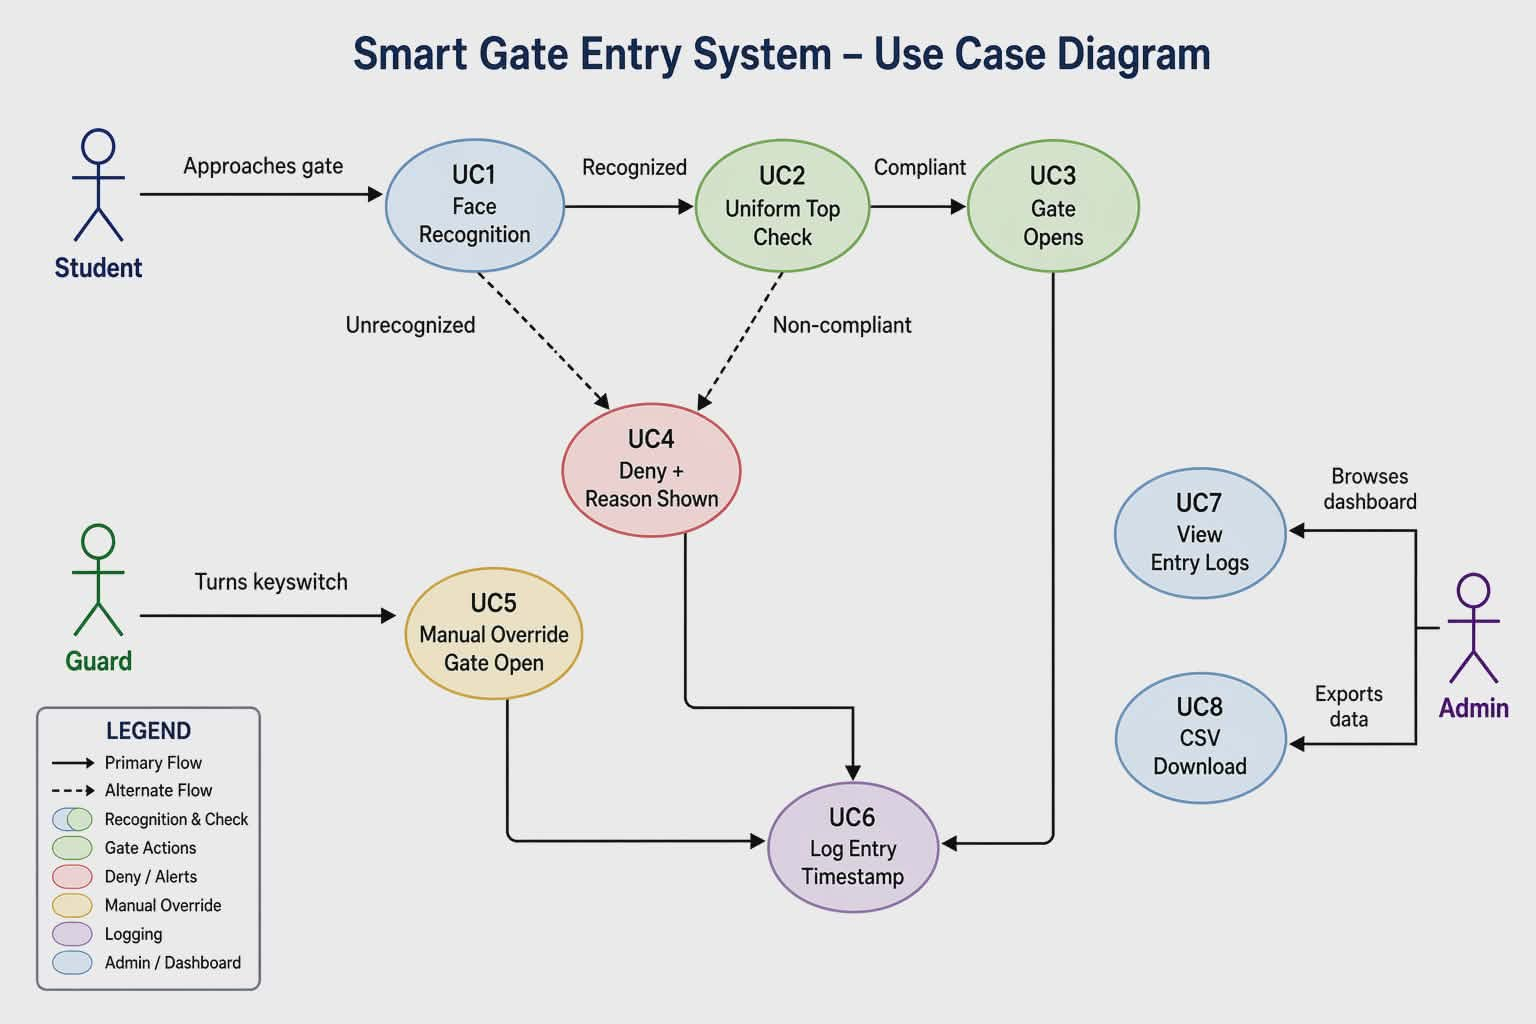 Smart Gate Entry System – Use Case Diagram
Approaches gate
Student
UC1
Face
Recognition
Recognized
UC2
Uniform Top
Check
Compliant
UC3
Gate
Opens
Unrecognized
Non-compliant
UC4
Deny +
Reason Shown
Turns keyswitch
Guard
UC5
Manual Override
Gate Open
UC6
Log Entry
Timestamp
UC7
View
Entry Logs
Browses
dashboard
UC8
CSV
Download
Exports
data
Admin
LEGEND
Primary Flow
Alternate Flow
Recognition & Check
Gate Actions
Deny / Alerts
Manual Override
Logging
Admin / Dashboard